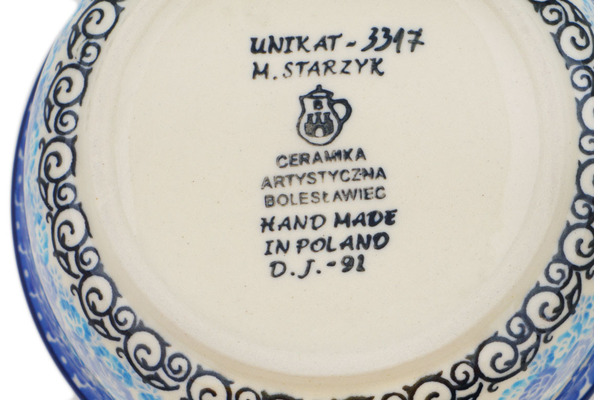 UNIKAT - 3317
M. STARZYK
B
CERAMIKA
ARTYSTYCZNA
BOLESŁAWIEC
HAND MADE
IN POLAND
D.J. - 91